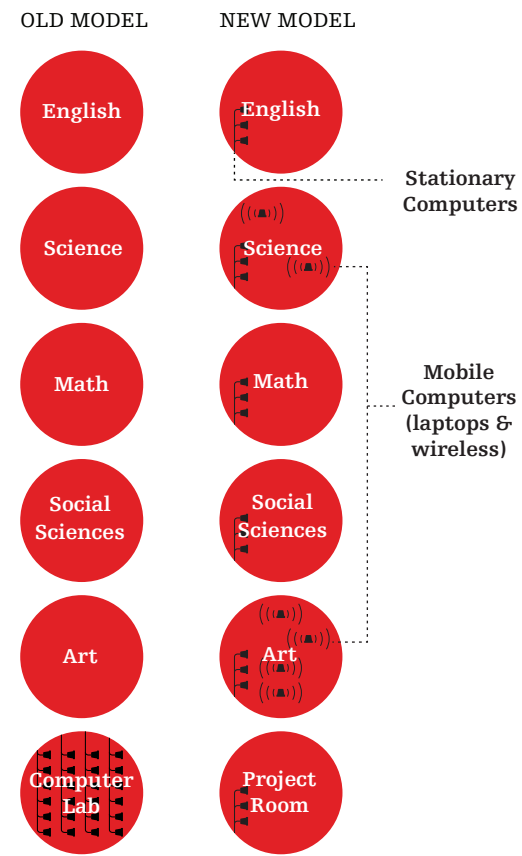 OLD MODEL
NEW MODEL
English
English
Stationary
Computers
Science
Science
Math
Math
Mobile
Computers
(laptops &
wireless)
Social
Sciences
Social
Sciences
Art
Art
Computer
Lab
Project
Room